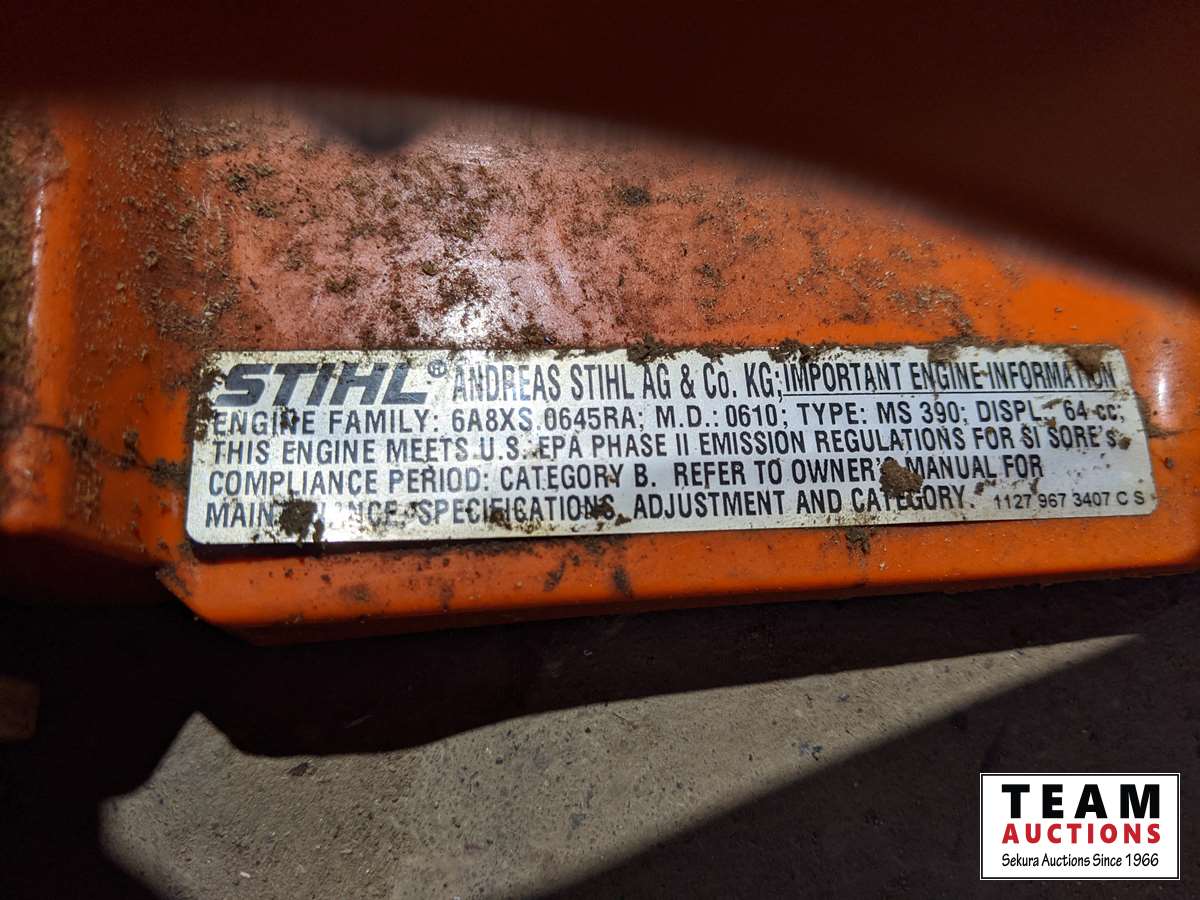 STIHL® ANDREAS STIHL AG & Co. KG; IMPORTANT ENGINE INFORMATION
ENGINE FAMILY: 6A8XS.0645RA; M.D.: 0610; TYPE: MS 390; DISPL.: 64 cc;
THIS ENGINE MEETS U.S. EPA PHASE II EMISSION REGULATIONS FOR SI SORE's.
COMPLIANCE PERIOD: CATEGORY B. REFER TO OWNER'S MANUAL FOR
MAINTENANCE, SPECIFICATIONS, ADJUSTMENT AND CATEGORY. 1127 967 3407 C S
TEAM
AUCTIONS
Sekura Auctions Since 1966